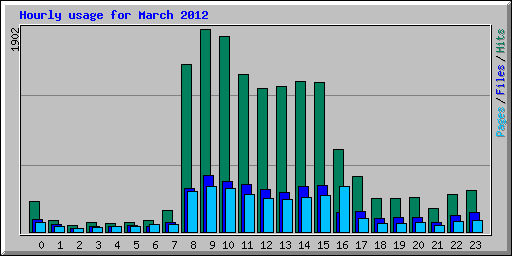 Hourly usage for March 2012
1902
Pages / Files / Hits
0 1 2 3 4 5 6 7 8 9 10 11 12 13 14 15 16 17 18 19 20 21 22 23